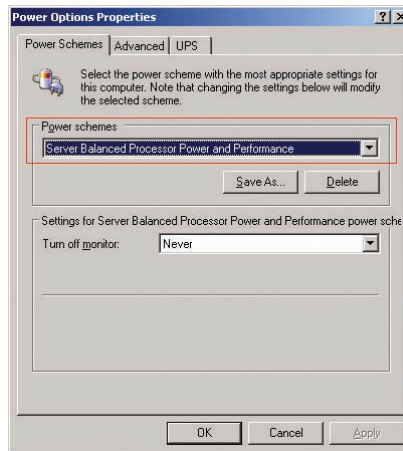 Power Options Properties
Power Schemes Advanced UPS
Select the power scheme with the most appropriate settings for
this computer. Note that changing the settings below will modify
the selected scheme.
Power schemes
Server Balanced Processor Power and Performance
Save As... Delete
Settings for Server Balanced Processor Power and Performance power sche
Turn off monitor: Never
OK Cancel Apply